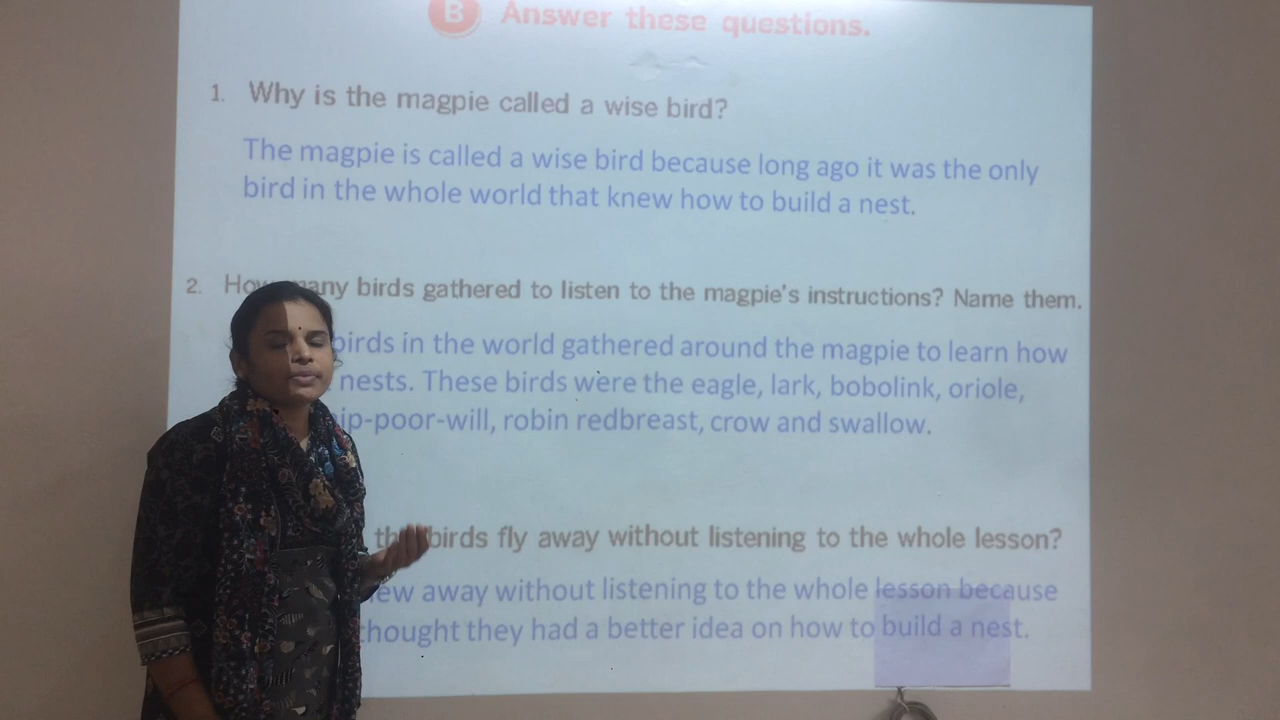 B Answer these questions.
1. Why is the magpie called a wise bird?
The magpie is called a wise bird because long ago it was the only
bird in the whole world that knew how to build a nest.
2. How many birds gathered to listen to the magpie's instructions? Name them.
birds in the world gathered around the magpie to learn how
nests. These birds were the eagle, lark, bobolink, oriole,
ip-poor-will, robin redbreast, crow and swallow.
birds fly away without listening to the whole lesson?
ew away without listening to the whole lesson because
thought they had a better idea on how to build a nest.